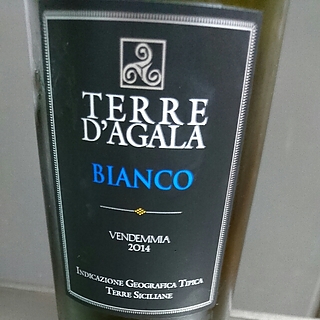 TERRE
D'AGALA
BIANCO
VENDEMMIA
2014
INDICAZIONE GEOGRAFICA TIPICA
TERRE SICILIANE